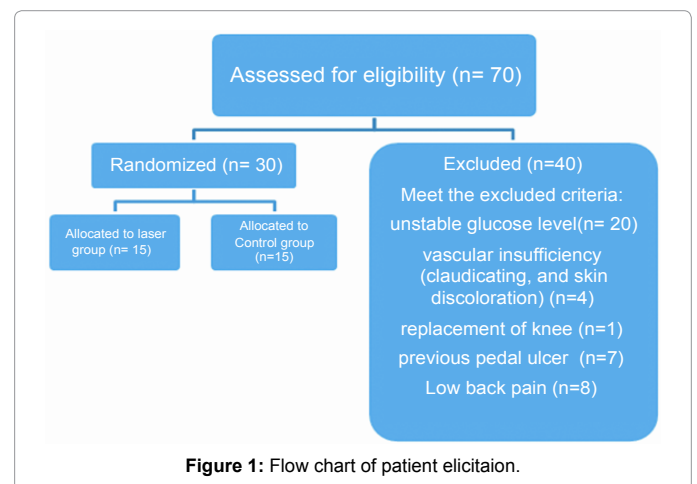 Assessed for eligibility (n= 70)
Randomized (n= 30)
Allocated to laser
group (n= 15)
Allocated to
Control group
(n=15)
Excluded (n=40)
Meet the excluded criteria:
unstable glucose level(n= 20)
vascular insufficiency
(claudicating, and skin
discoloration) (n=4)
replacement of knee (n=1)
previous pedal ulcer (n=7)
Low back pain (n=8)
Figure 1: Flow chart of patient elicitaion.